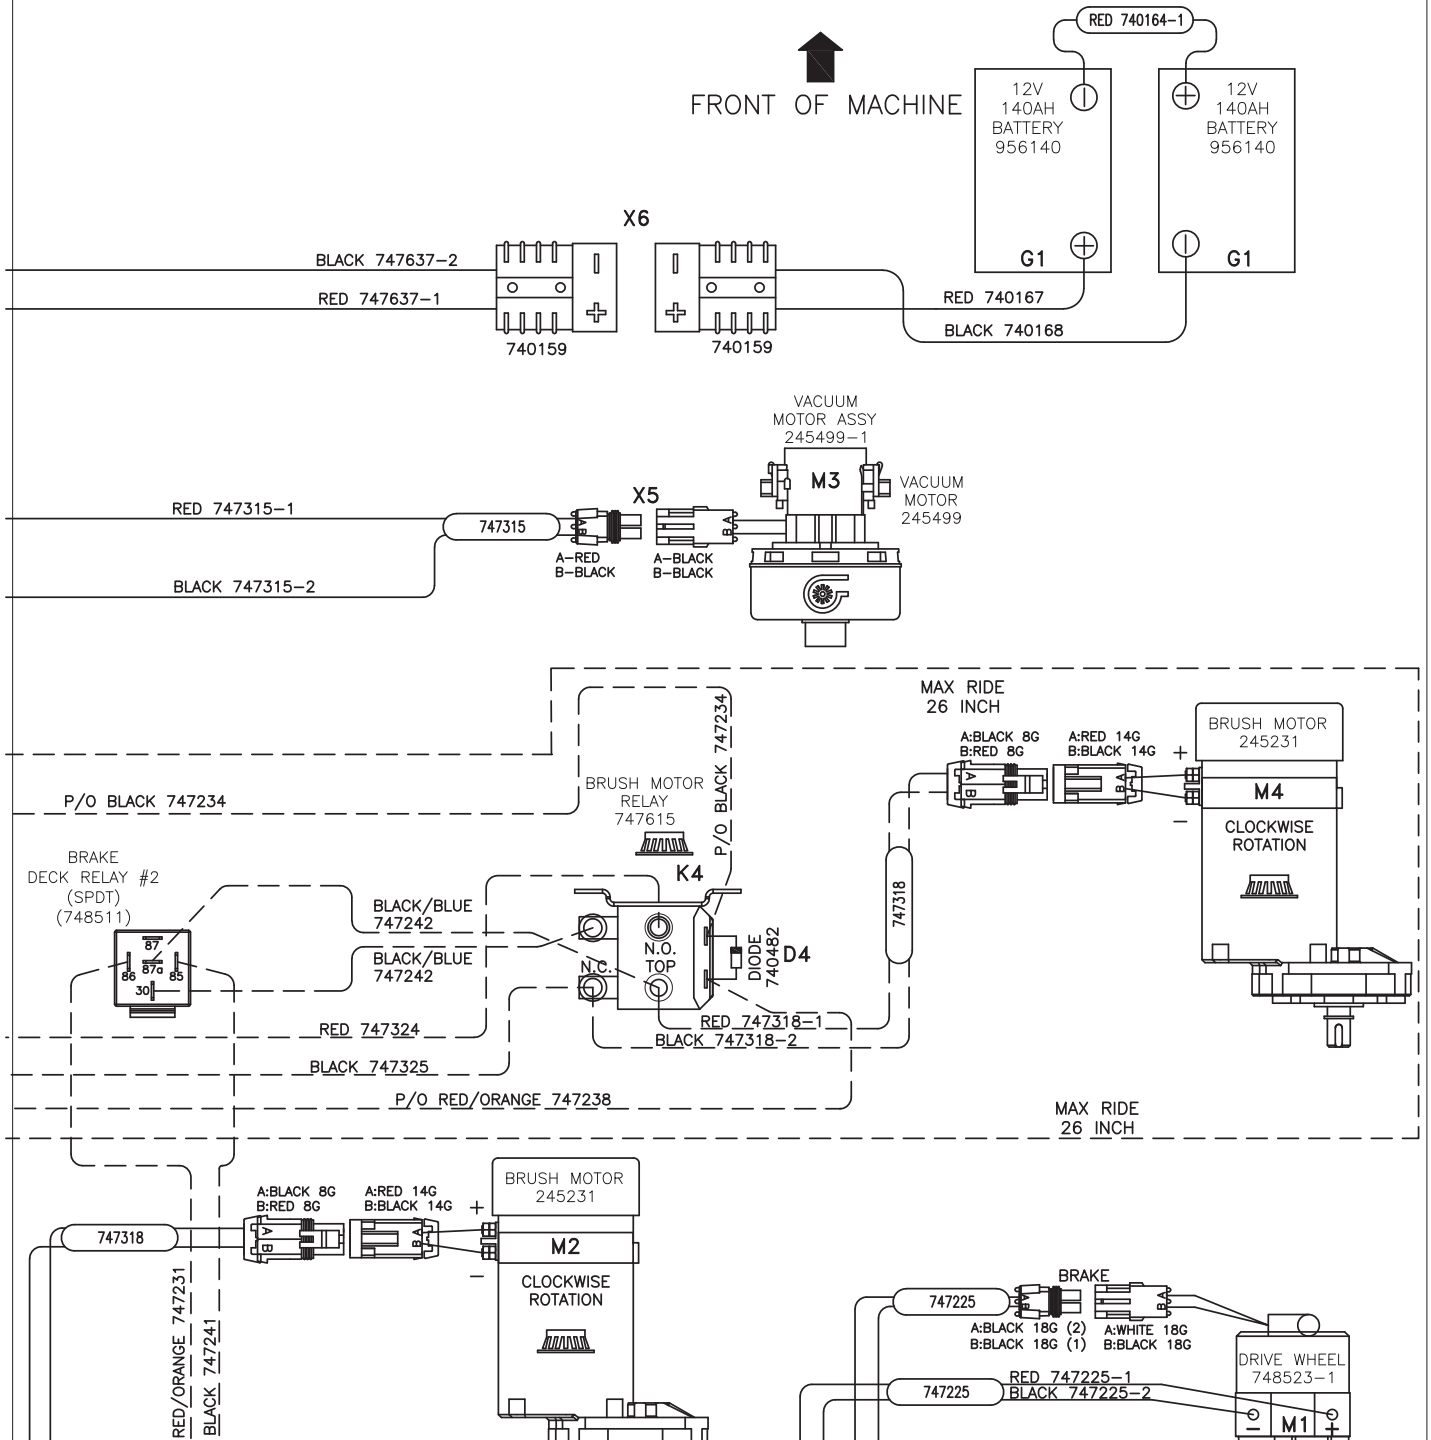 RED 740164-1
FRONT OF MACHINE
12V
140AH
BATTERY
956140
G1
12V
140AH
BATTERY
956140
G1
X6
BLACK 747637-2
RED 747637-1
740159
740159
RED 740167
BLACK 740168
VACUUM
MOTOR ASSY
245499-1
M3
VACUUM
MOTOR
245499
RED 747315-1
BLACK 747315-2
747315
X5
A B
A B
A-RED
B-BLACK
A-BLACK
B-BLACK
MAX RIDE
26 INCH
A:BLACK 8G
B:RED 8G
A:RED 14G
B:BLACK 14G
A B
A B
+
-
BRUSH MOTOR
245231
M4
CLOCKWISE
ROTATION
P/O BLACK 747234
P/O BLACK 747234
BRUSH MOTOR
RELAY
747615
K4
BRAKE
DECK RELAY #2
(SPDT)
(748511)
87
86
87a
85
30
BLACK/BLUE
747242
BLACK/BLUE
747242
N.O.
N.C.
TOP
DIODE
740482
D4
747318
RED 747318-1
BLACK 747318-2
RED 747324
BLACK 747325
P/O RED/ORANGE 747238
MAX RIDE
26 INCH
747318
A:BLACK 8G
B:RED 8G
A:RED 14G
B:BLACK 14G
A B
A B
+
-
BRUSH MOTOR
245231
M2
CLOCKWISE
ROTATION
RED/ORANGE 747231
BLACK 747241
BRAKE
747225
A B
A B
A:BLACK 18G (2)
B:BLACK 18G (1)
A:WHITE 18G
B:BLACK 18G
747225
RED 747225-1
BLACK 747225-2
DRIVE WHEEL
748523-1
- M1 +